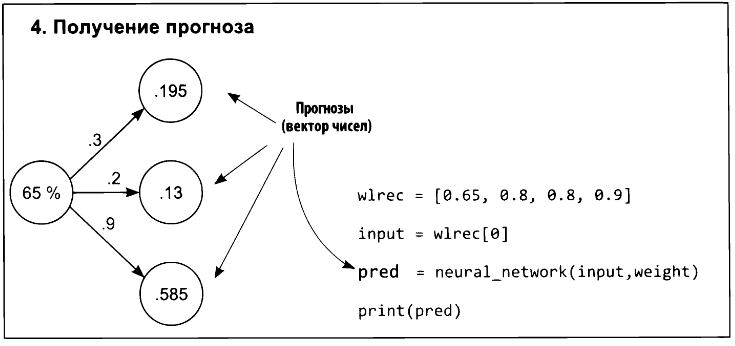 4. Получение прогноза
.195
Прогнозы
(вектор чисел)
.3
65 %
.2
.13
.9
.585
wlrec = [0.65, 0.8, 0.8, 0.9]
input = wlrec[0]
pred = neural_network(input,weight)
print(pred)